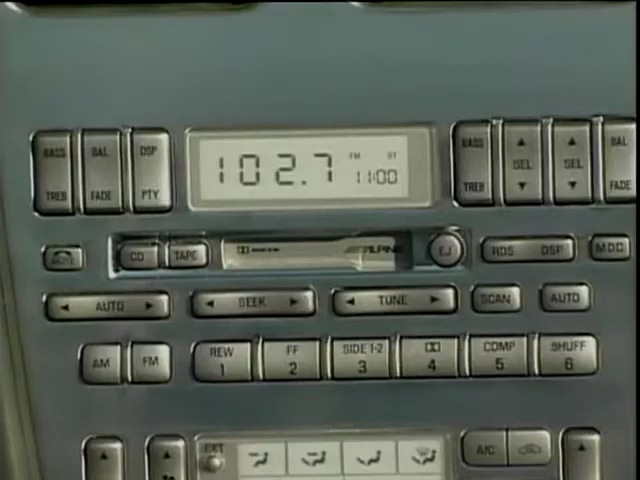 BASS BAL DSP
TREB FADE PTY
102.7 FM ST 11:00
BASS SEL SEL BAL
TREB FADE
CD TAPE ALPINE EJ RDS DSP MDC
AUTO SEEK TUNE SCAN AUTO
AM FM
REW FF SIDE 1-2 COMP SHUFF
1 2 3 4 5 6
EXT A/C